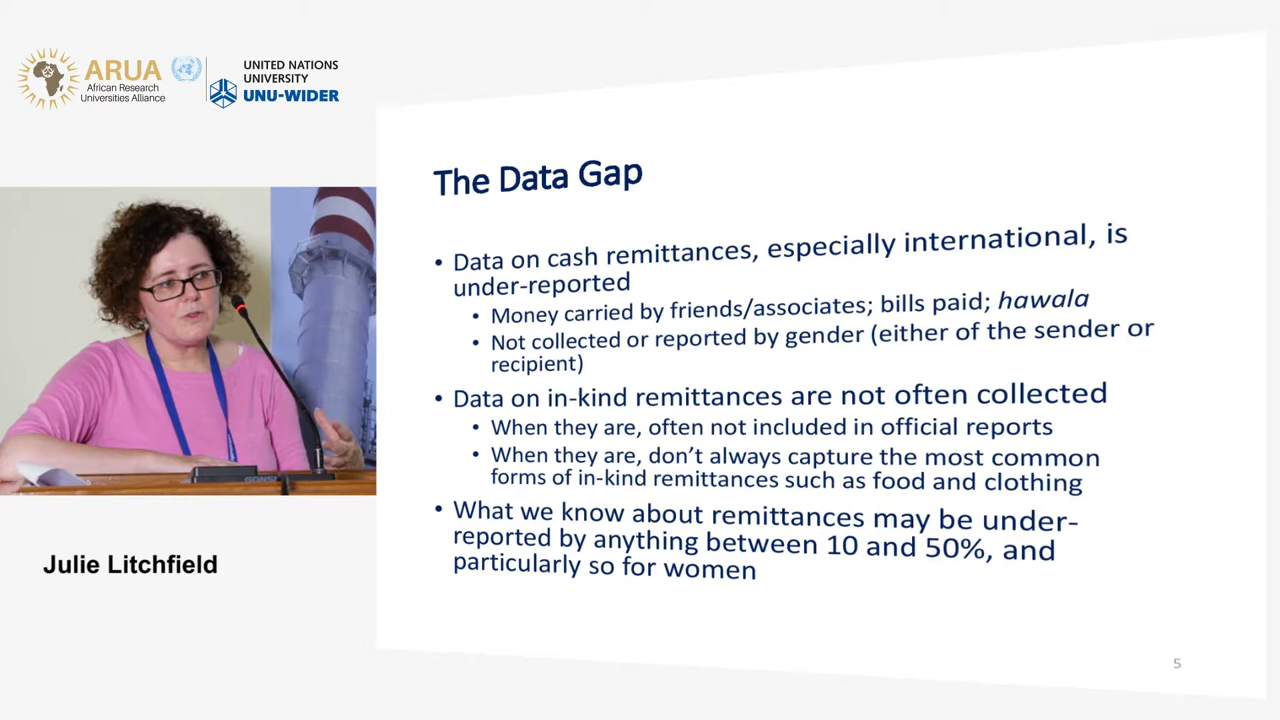 ARUA
African Research
Universities Alliance
UNITED NATIONS
UNIVERSITY
UNU-WIDER
The Data Gap
• Data on cash remittances, especially international, is
under-reported
• Money carried by friends/associates; bills paid; hawala
• Not collected or reported by gender (either of the sender or
recipient)
• Data on in-kind remittances are not often collected
• When they are, often not included in official reports
• When they are, don’t always capture the most common
forms of in-kind remittances such as food and clothing
• What we know about remittances may be under-
reported by anything between 10 and 50%, and
particularly so for women
Julie Litchfield
5